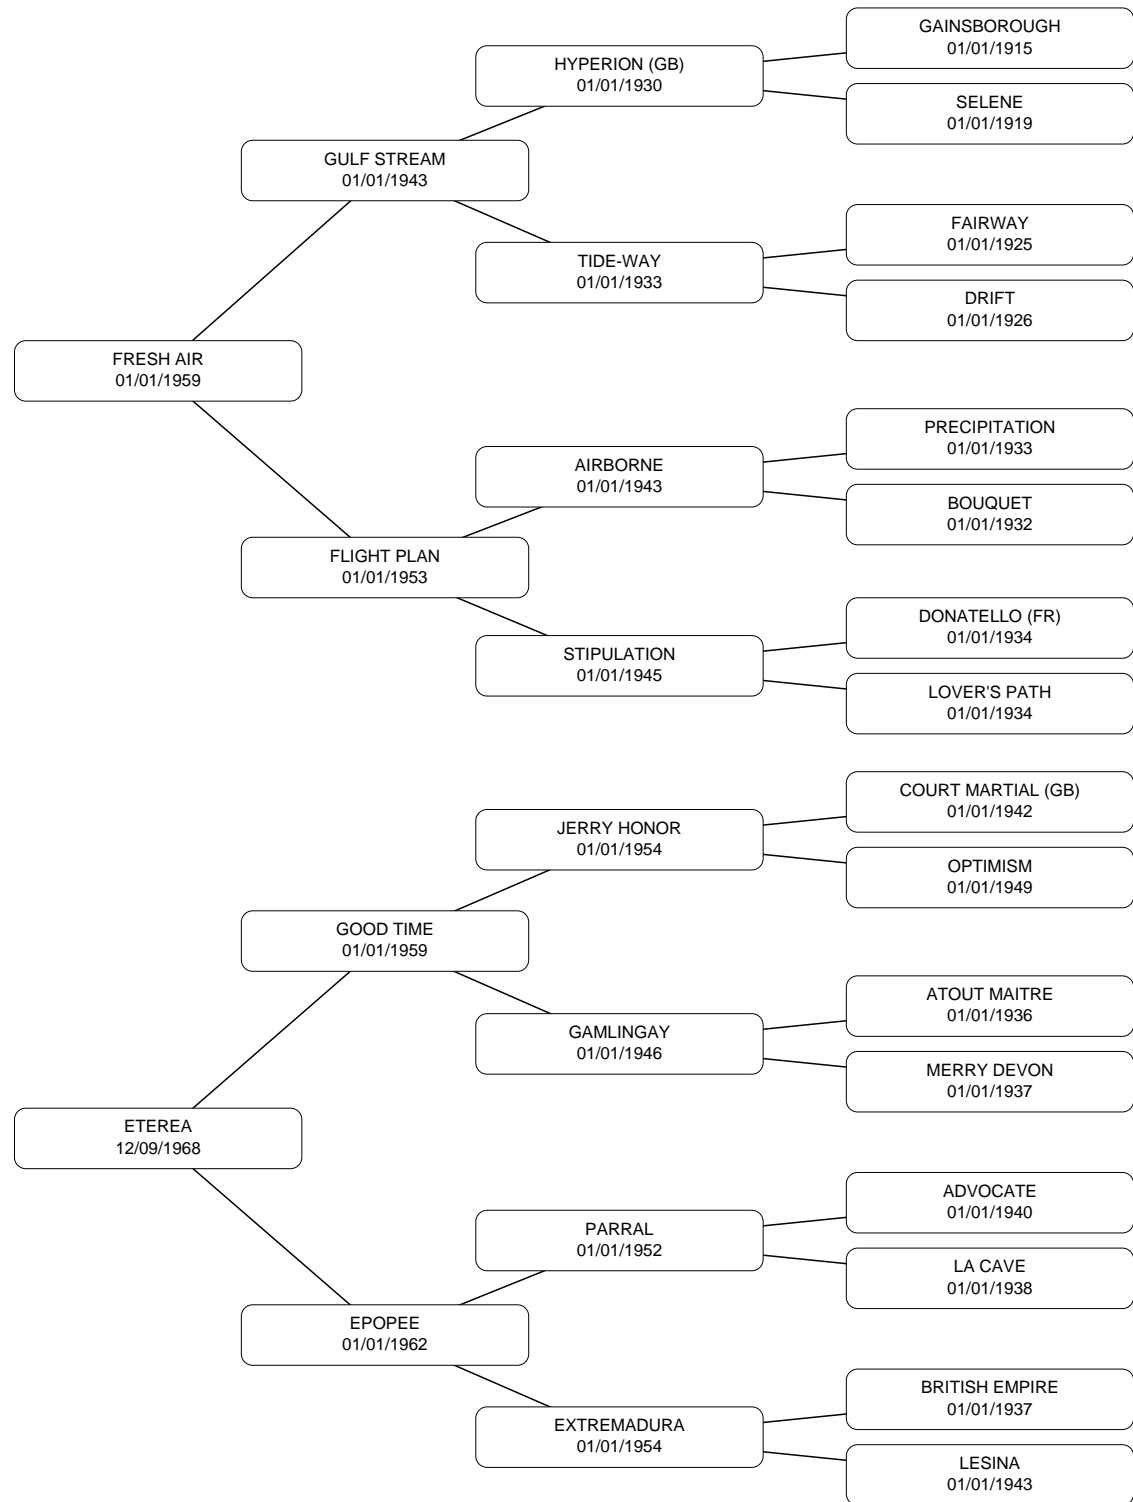 GAINSBOROUGH
01/01/1915
HYPERION (GB)
01/01/1930
SELENE
01/01/1919
GULF STREAM
01/01/1943
FAIRWAY
01/01/1925
TIDE-WAY
01/01/1933
DRIFT
01/01/1926
FRESH AIR
01/01/1959
PRECIPITATION
01/01/1933
AIRBORNE
01/01/1943
BOUQUET
01/01/1932
FLIGHT PLAN
01/01/1953
DONATELLO (FR)
01/01/1934
STIPULATION
01/01/1945
LOVER'S PATH
01/01/1934
COURT MARTIAL (GB)
01/01/1942
JERRY HONOR
01/01/1954
OPTIMISM
01/01/1949
GOOD TIME
01/01/1959
ATOUT MAITRE
01/01/1936
GAMLINGAY
01/01/1946
MERRY DEVON
01/01/1937
ETEREA
12/09/1968
ADVOCATE
01/01/1940
PARRAL
01/01/1952
LA CAVE
01/01/1938
EPOPEE
01/01/1962
BRITISH EMPIRE
01/01/1937
EXTREMADURA
01/01/1954
LESINA
01/01/1943